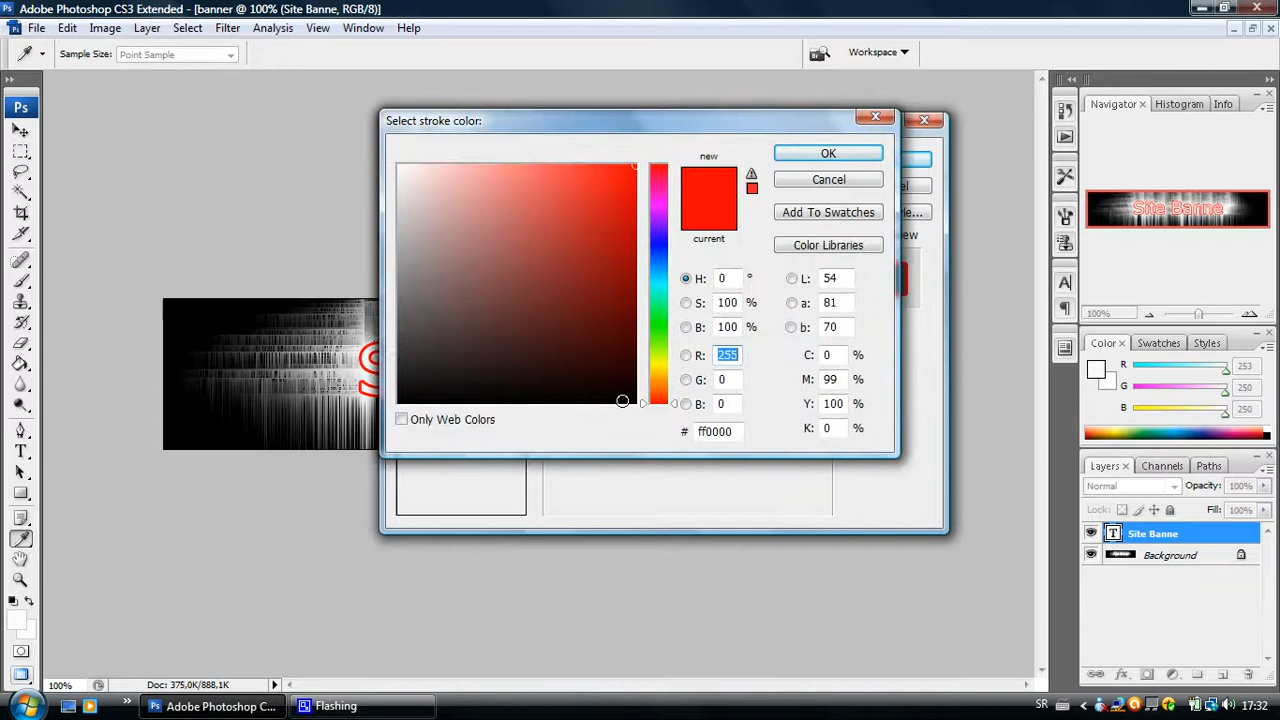 Adobe Photoshop CS3 Extended - [banner @ 100% (Site Banne, RGB/8)]
File Edit Image Layer Select Filter Analysis View Window Help
Sample Size: Point Sample
Workspace
Ps
Select stroke color:
new
current
OK
Cancel
Add To Swatches
Color Libraries
H: 0 °
S: 100 %
B: 100 %
R: 255
G: 0
B: 0
# ff0000
L: 54
a: 81
b: 70
C: 0 %
M: 99 %
Y: 100 %
K: 0 %
Only Web Colors
Navigator Histogram Info
Site Banne
100%
Color Swatches Styles
R 253
G 250
B 250
Layers Channels Paths
Normal Opacity: 100%
Lock: Fill: 100%
T Site Banne
Background
100% Doc: 375,0K/888,1K
Adobe Photoshop C... Flashing SR 17:32